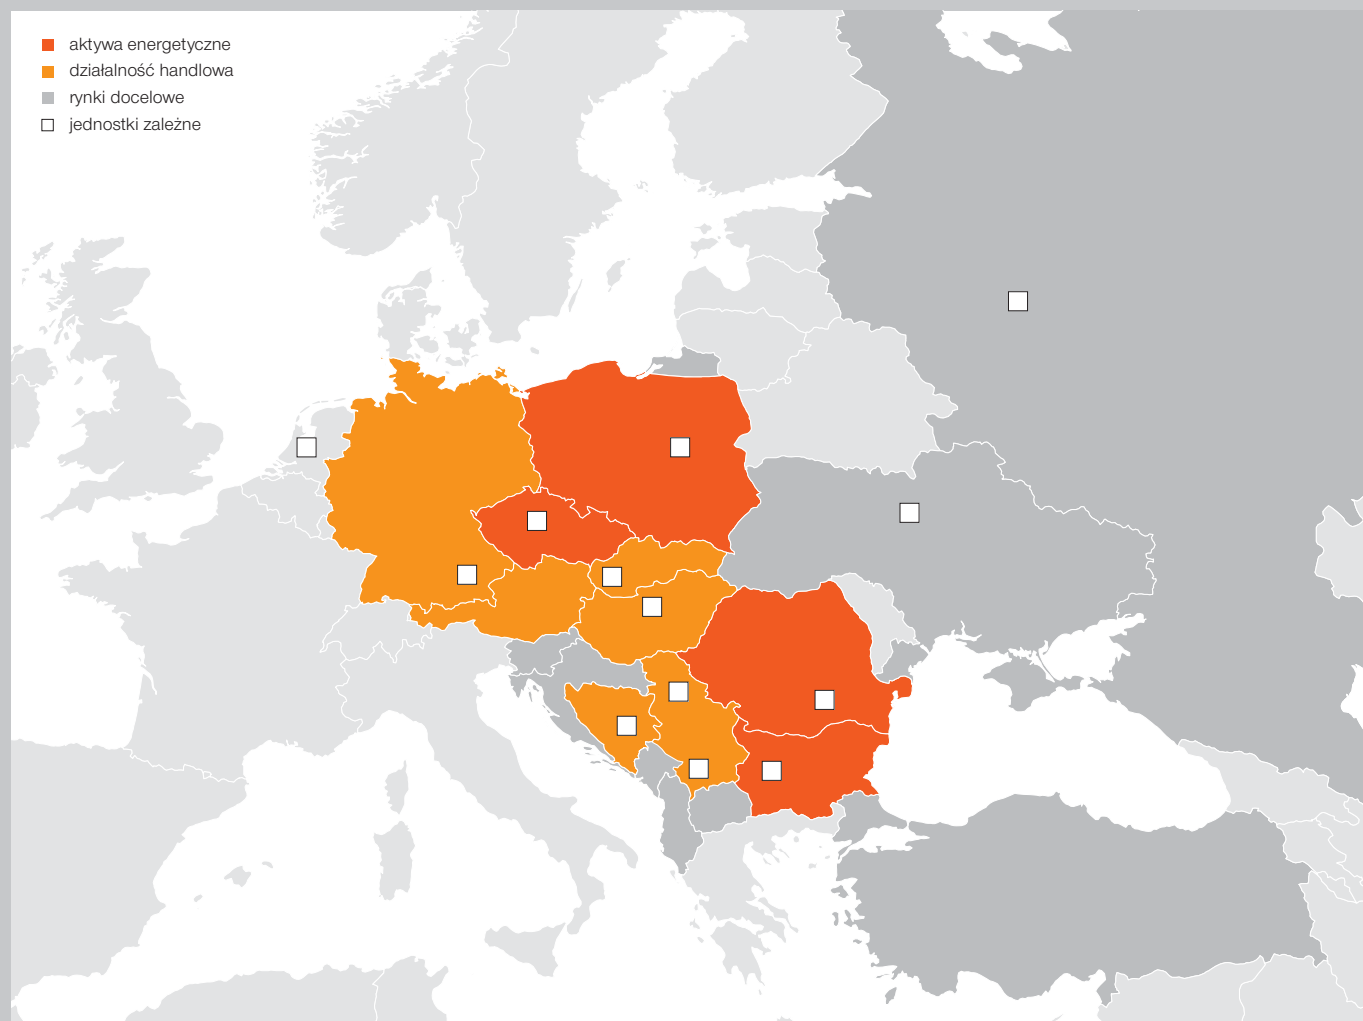 aktywa energetyczne
działalność handlowa
rynki docelowe
jednostki zależne